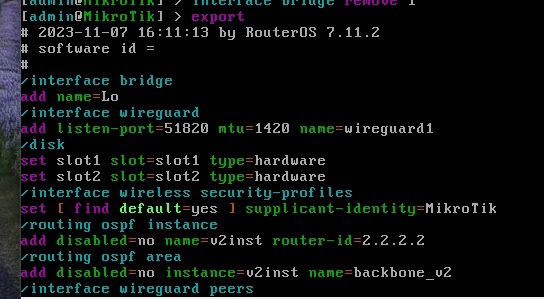 [admin@MikroTik] > interface bridge remove 1
[admin@MikroTik] > export
# 2023-11-07 16:11:13 by RouterOS 7.11.2
# software id =
#
/interface bridge
add name=Lo
/interface wireguard
add listen-port=51820 mtu=1420 name=wireguard1
/disk
set slot1 slot=slot1 type=hardware
set slot2 slot=slot2 type=hardware
/interface wireless security-profiles
set [ find default=yes ] supplicant-identity=MikroTik
/routing ospf instance
add disabled=no name=v2inst router-id=2.2.2.2
/routing ospf area
add disabled=no instance=v2inst name=backbone_v2
/interface wireguard peers